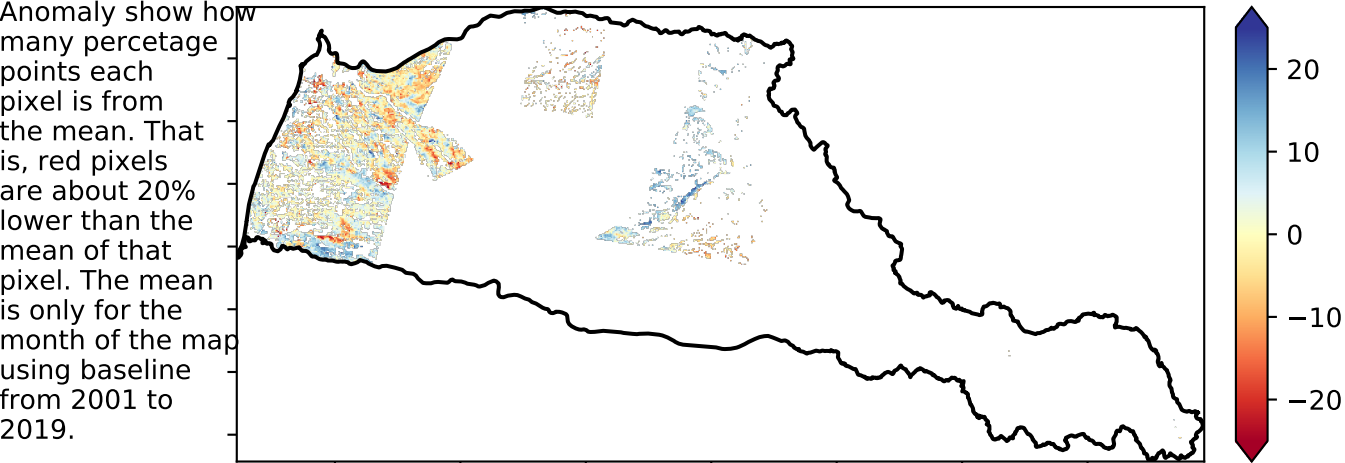 Anomaly show how
many percetage
points each
pixel is from
the mean. That
is, red pixels
are about 20%
lower than the
mean of that
pixel. The mean
is only for the
month of the map
using baseline
from 2001 to
2019.
20
10
0
−10
−20